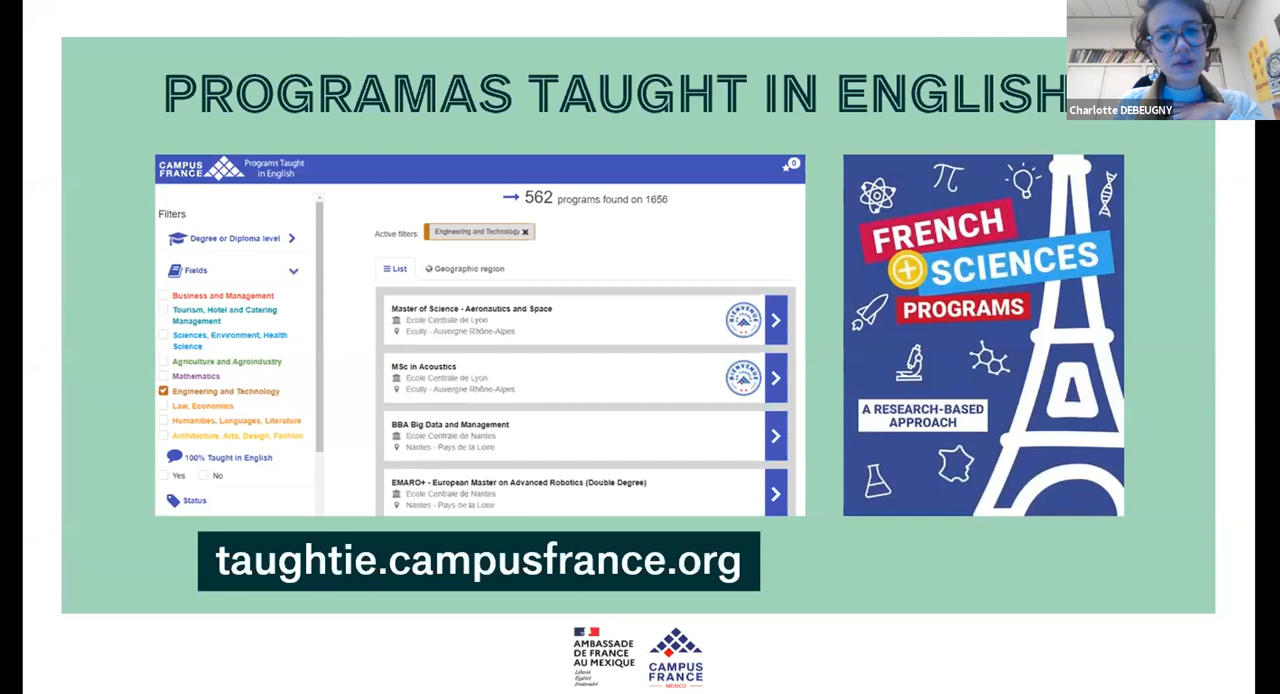 PROGRAMAS TAUGHT IN ENGLISH
Charlotte DEBEUGNY
CAMPUS
FRANCE
Programs Taught
in English
0
Filters
Degree or Diploma level
Fields
Business and Management
Tourism, Hotel and Catering
Management
Sciences, Environment, Health
Science
Agriculture and Agroindustry
Mathematics
Engineering and Technology
Law, Economics
Humanities, Languages, Literature
Architecture, Arts, Design, Fashion
100% Taught in English
Yes No
Status
562 programs found on 1656
Active filters: Engineering and Technology
List Geographic region
Master of Science - Aeronautics and Space
Ecole Centrale de Lyon
Ecully - Auvergne Rhône-Alpes
MSc in Acoustics
Ecole Centrale de Lyon
Ecully - Auvergne Rhône-Alpes
BBA Big Data and Management
Ecole Centrale de Nantes
Nantes - Pays de la Loire
EMARO+ - European Master on Advanced Robotics (Double Degree)
Ecole Centrale de Nantes
Nantes - Pays de la Loire
FRENCH
+SCIENCES
PROGRAMS
A RESEARCH-BASED
APPROACH
taughtie.campusfrance.org
AMBASSADE
DE FRANCE
AU MEXIQUE
Liberté
Égalité
Fraternité
CAMPUS
FRANCE
MEXICO